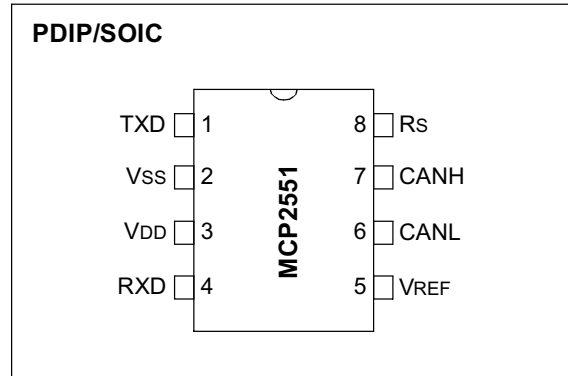 PDIP/SOIC
TXD 1 8 RS
VSS 2 7 CANH
VDD 3 6 CANL
RXD 4 5 VREF
MCP2551